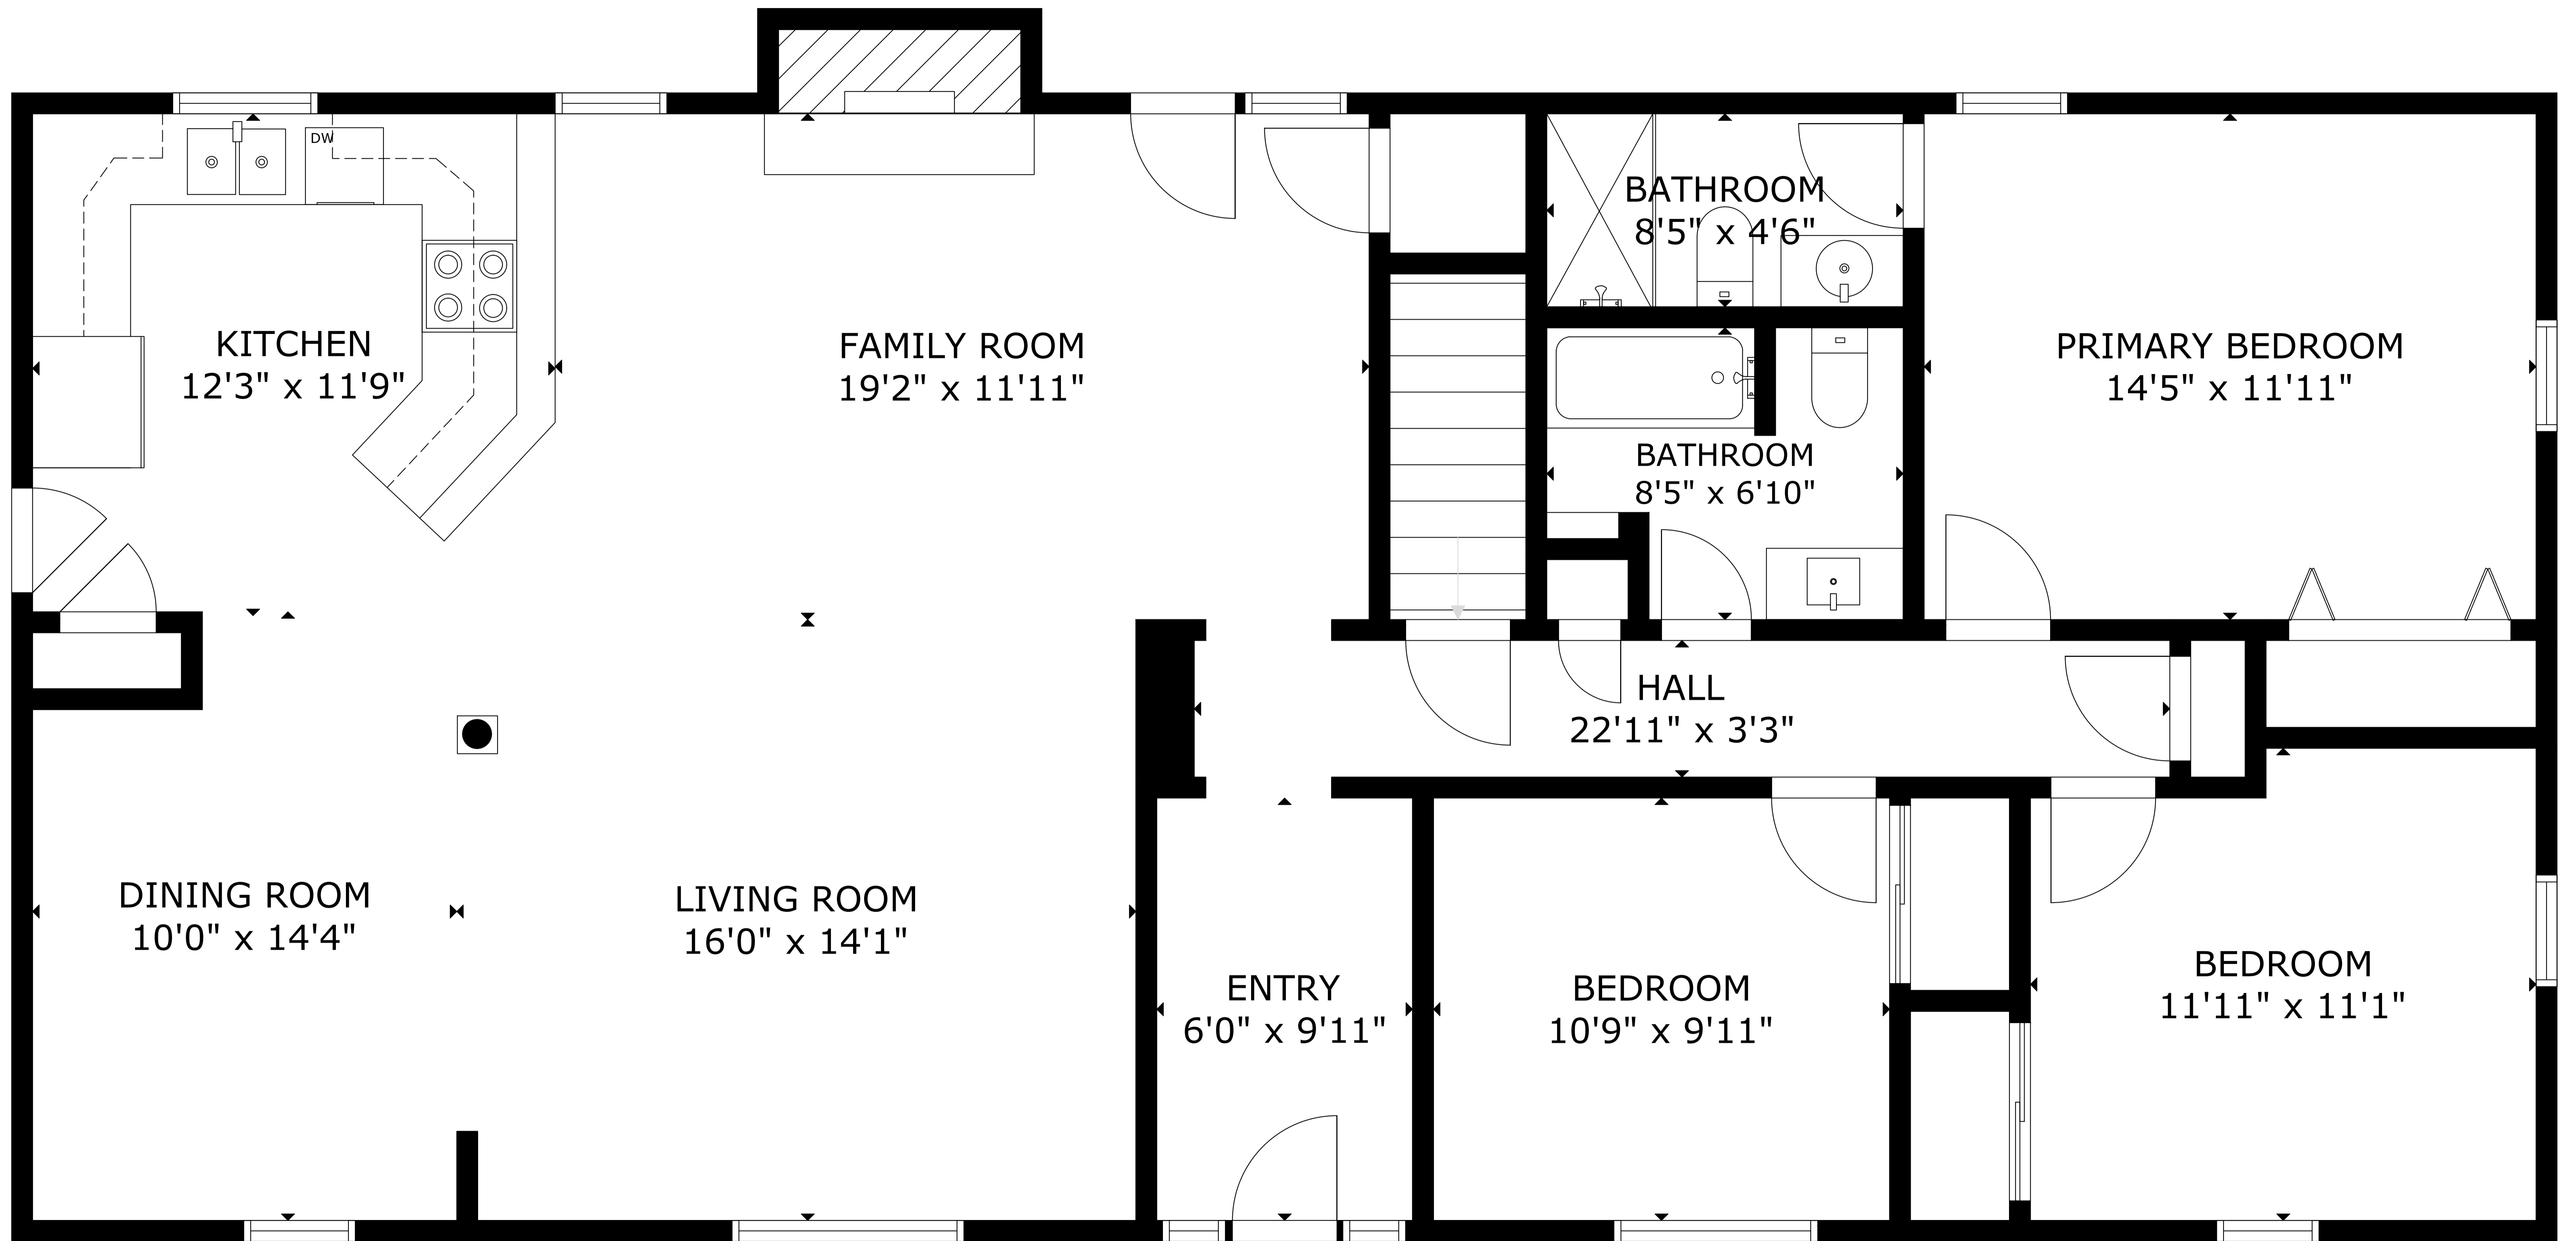 DW
BATHROOM
8'5" x 4'6"
KITCHEN
12'3" x 11'9"
FAMILY ROOM
19'2" x 11'11"
PRIMARY BEDROOM
14'5" x 11'11"
BATHROOM
8'5" x 6'10"
HALL
22'11" x 3'3"
DINING ROOM
10'0" x 14'4"
LIVING ROOM
16'0" x 14'1"
ENTRY
6'0" x 9'11"
BEDROOM
10'9" x 9'11"
BEDROOM
11'11" x 11'1"